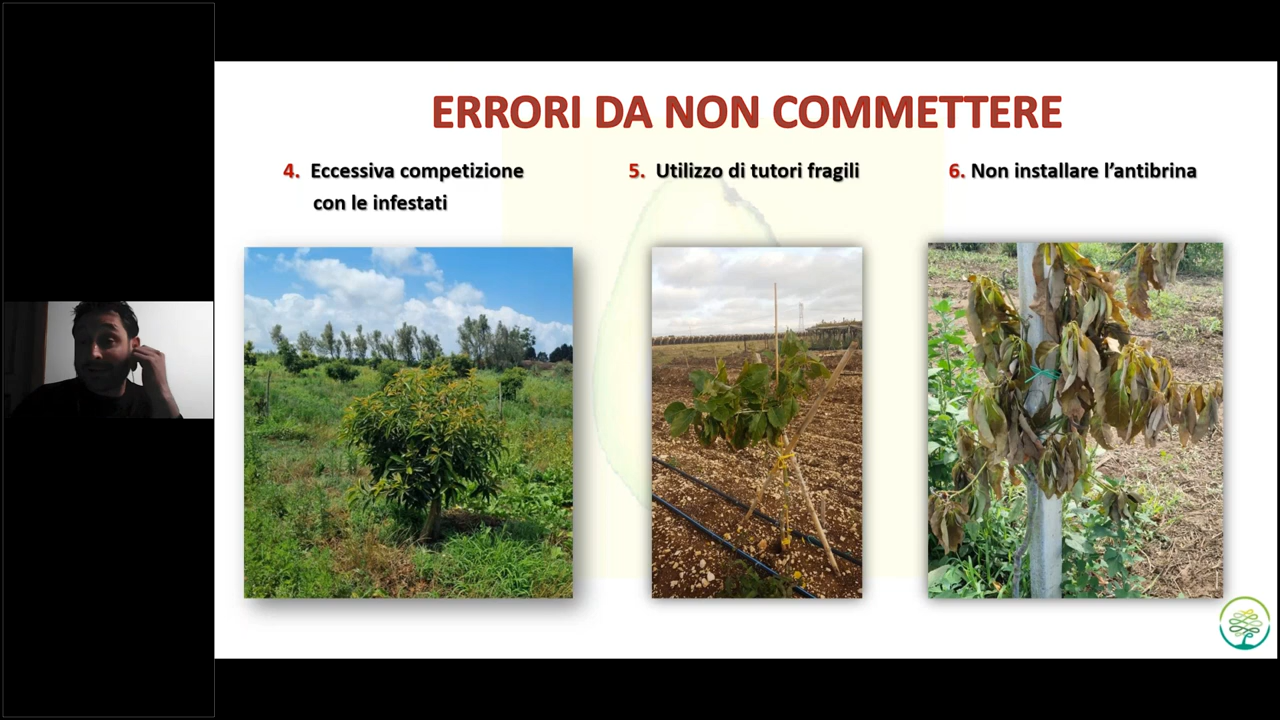 ERRORI DA NON COMMETTERE
4. Eccessiva competizione
con le infestati
5. Utilizzo di tutori fragili
6. Non installare l’antibrina